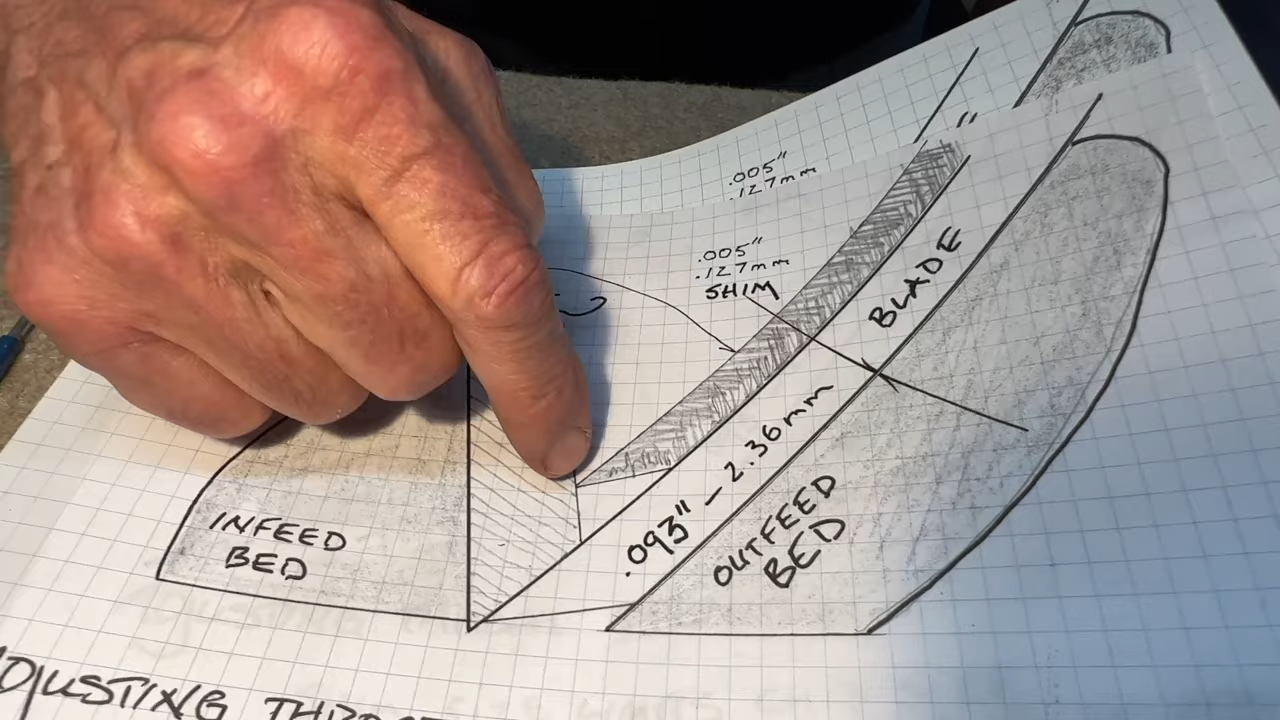 .005"
.127mm
"
.005"
.127mm
SHIM
BLADE
.093" - 2.36mm
OUTFEED
BED
INFEED
BED